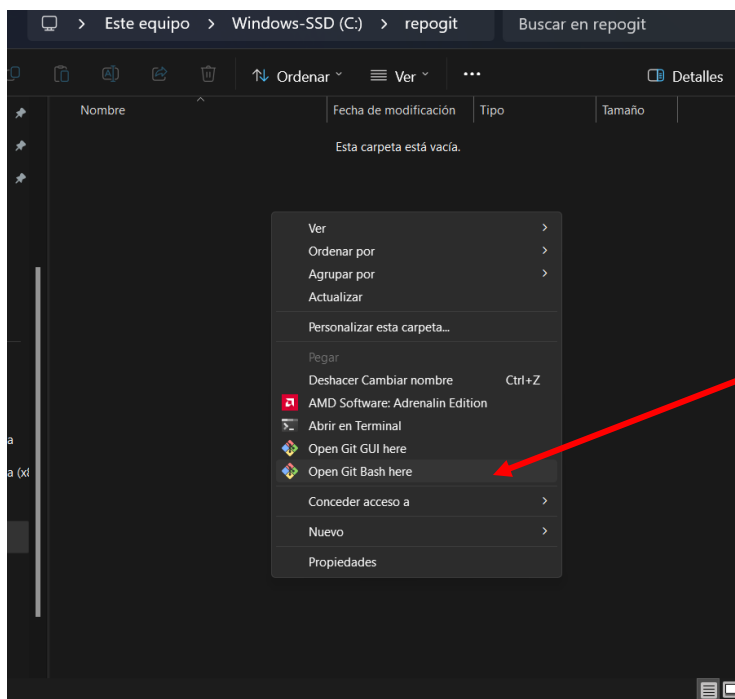 Este equipo > Windows-SSD (C:) > repogit Buscar en repogit
Ordenar Ver ... Detalles
Nombre Fecha de modificación Tipo Tamaño
Esta carpeta está vacía.
Ver
Ordenar por
Agrupar por
Actualizar
Personalizar esta carpeta...
Pegar
Deshacer Cambiar nombre Ctrl+Z
AMD Software: Adrenalin Edition
Abrir en Terminal
a
Open Git GUI here
a (x
Open Git Bash here
Conceder acceso a
Nuevo
Propiedades